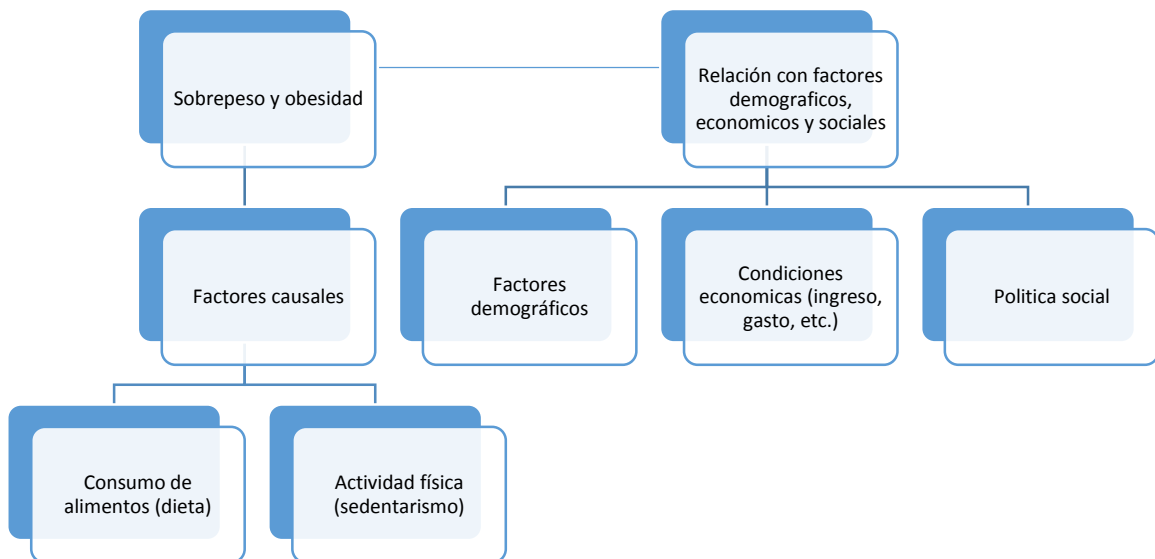 Sobrepeso y obesidad
Relación con factores
demograficos,
economicos y sociales
Factores causales
Factores
demográficos
Condiciones
economicas (ingreso,
gasto, etc.)
Politica social
Consumo de
alimentos (dieta)
Actividad física
(sedentarismo)